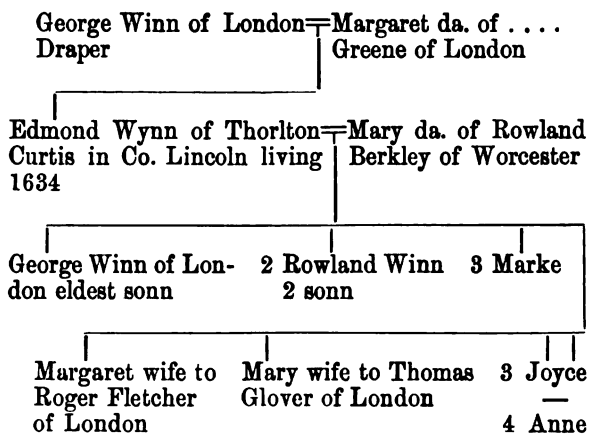 George Winn of London Margaret da. of . . . .
Draper Greene of London
Edmond Wynn of Thorlton Mary da. of Rowland
Curtis in Co. Lincoln living Berkley of Worcester
1634
George Winn of Lon- 2 Rowland Winn 3 Marke
don eldest sonn 2 sonn
Margaret wife to Mary wife to Thomas 3 Joyce
Roger Fletcher Glover of London —
of London 4 Anne